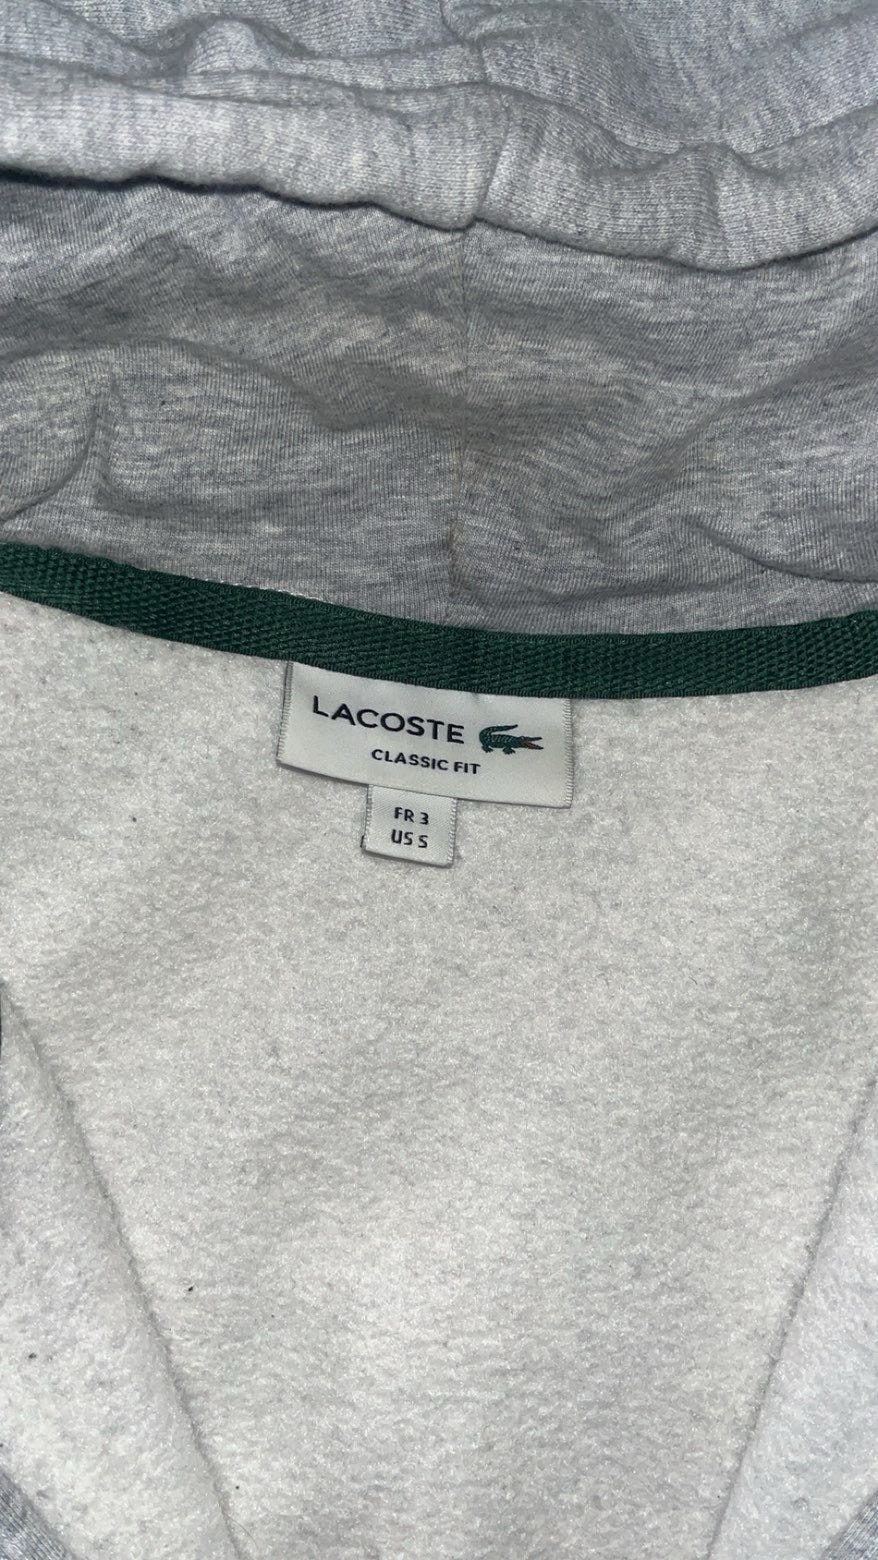 LACOSTE
CLASSIC FIT
FR 3
US S